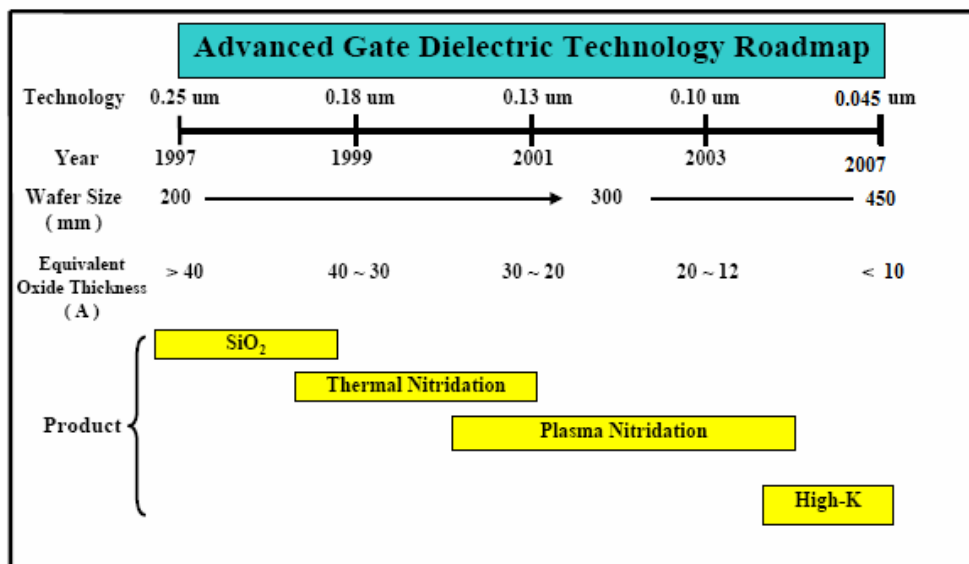 Advanced Gate Dielectric Technology Roadmap
Technology 0.25 um 0.18 um 0.13 um 0.10 um 0.045 um
Year 1997 1999 2001 2003 2007
Wafer Size 200 300 450
( mm )
Equivalent
Oxide Thickness > 40 40 ~ 30 30 ~ 20 20 ~ 12 < 10
( A )
SiO₂
Thermal Nitridation
Product Plasma Nitridation
High-K